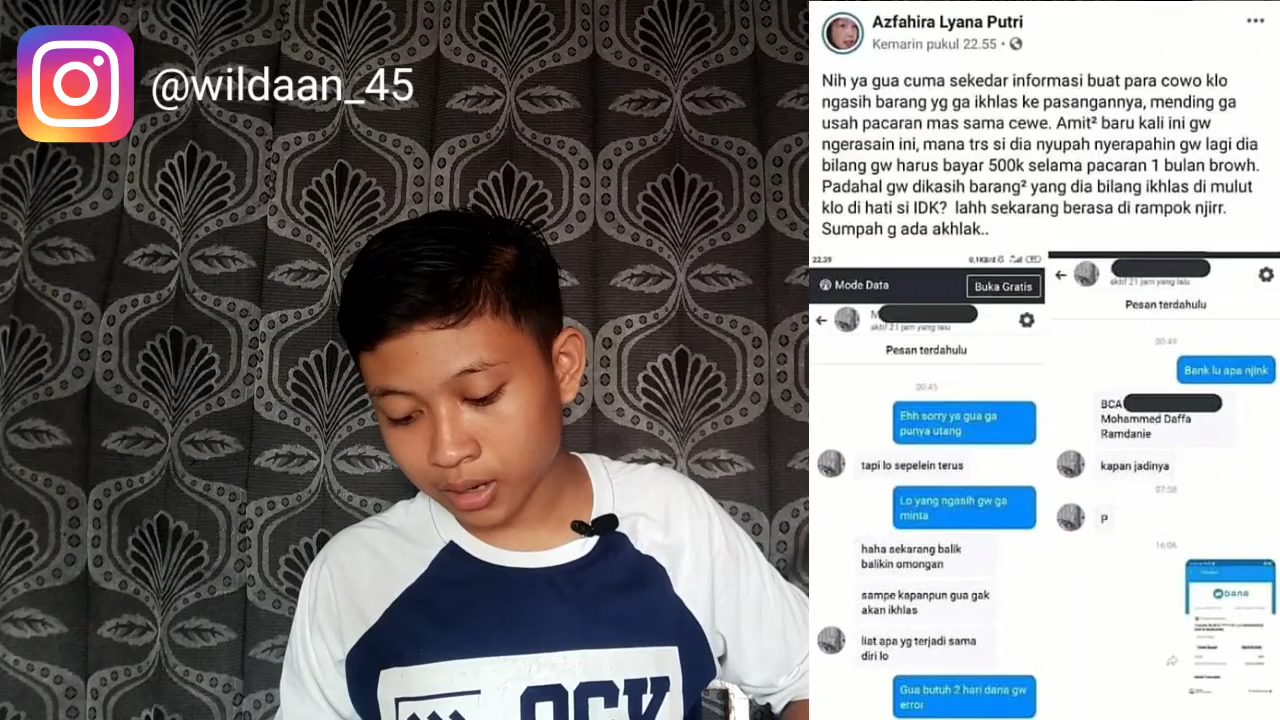 @wildaan_45
Azfahira Lyana Putri
Kemarin pukul 22.55
Nih ya gua cuma sekedar informasi buat para cowo klo
ngasih barang yg ga ikhlas ke pasangannya, mending ga
usah pacaran mas sama cewe. Amit² baru kali ini gw
ngerasain ini, mana trs si dia nyupah nyerapahin gw lagi dia
bilang gw harus bayar 500k selama pacaran 1 bulan browh.
Padahal gw dikasih barang² yang dia bilang ikhlas di mulut
klo di hati si IDK? lahh sekarang berasa di rampok njirr.
Sumpah g ada akhlak..
22.39
0,1KB/d
Mode Data
Buka Gratis
M
aktif 21 jam yang lalu
Pesan terdahulu
00:45
Ehh sorry ya gua ga
punya utang
tapi lo sepelein terus
Lo yang ngasih gw ga
minta
haha sekarang balik
balikin omongan
sampe kapanpun gua gak
akan ikhlas
liat apa yg terjadi sama
diri lo
Gua butuh 2 hari dana gw
error
aktif 21 jam yang lalu
Pesan terdahulu
00:49
Bank lu apa njink
BCA
Mohammed Daffa
Ramdanie
kapan jadinya
07:58
P
16:06
DANA
OCK